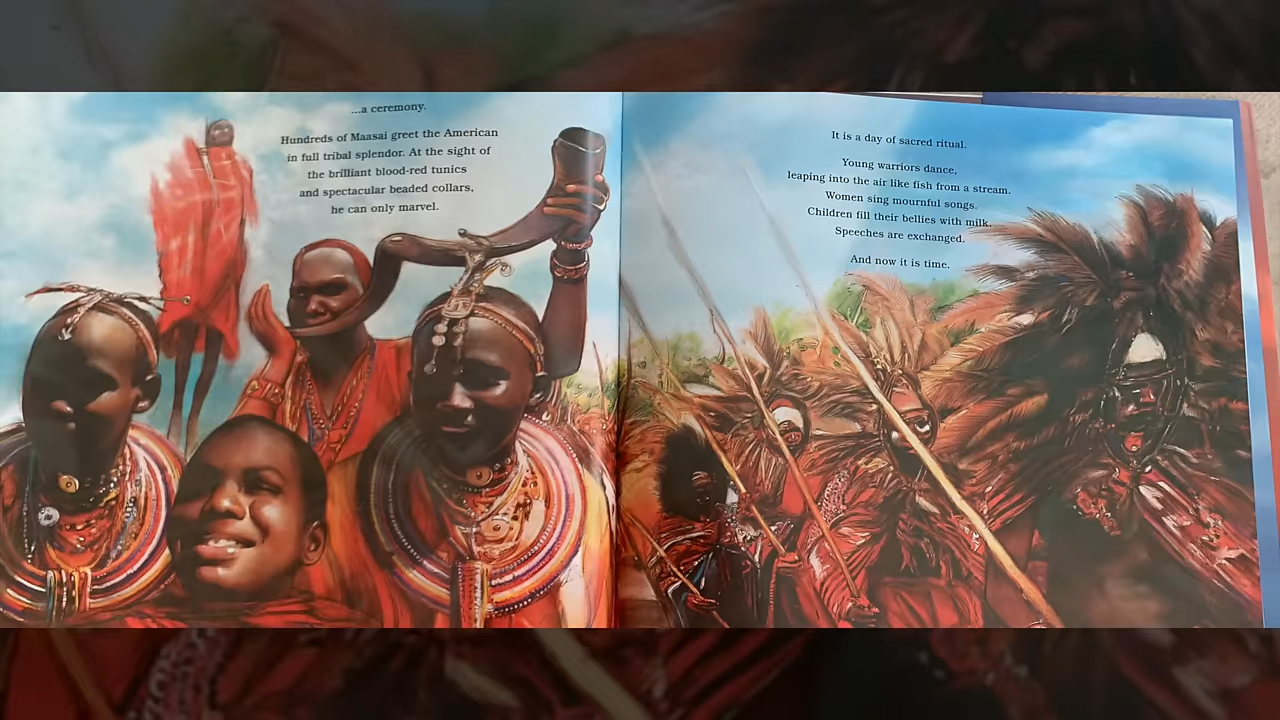 ...a ceremony.
Hundreds of Maasai greet the American
in full tribal splendor. At the sight of
the brilliant blood-red tunics
and spectacular beaded collars,
he can only marvel.
It is a day of sacred ritual.
Young warriors dance,
leaping into the air like fish from a stream.
Women sing mournful songs.
Children fill their bellies with milk.
Speeches are exchanged.
And now it is time.